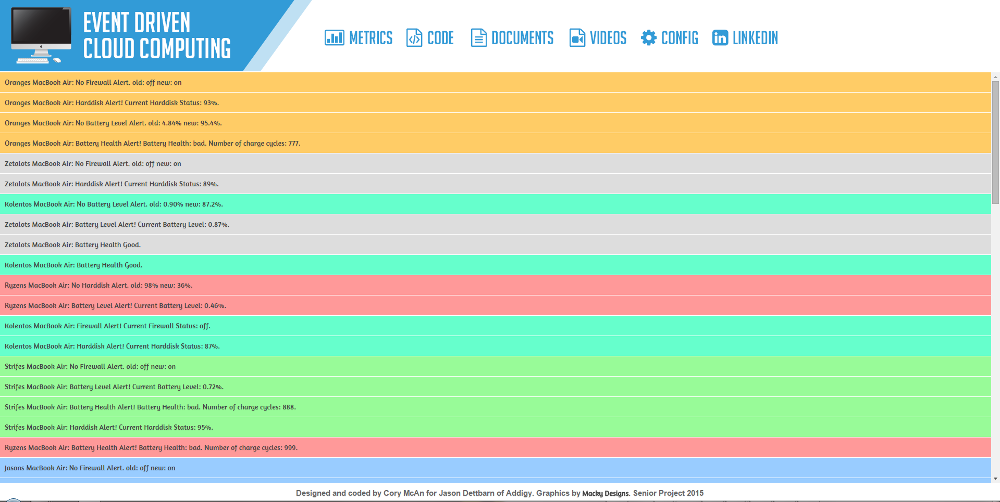 EVENT DRIVEN
CLOUD COMPUTING
METRICS CODE DOCUMENTS VIDEOS CONFIG LINKEDIN
Oranges MacBook Air: No Firewall Alert. old: off new: on
Oranges MacBook Air: Harddisk Alert! Current Harddisk Status: 93%.
Oranges MacBook Air: No Battery Level Alert. old: 4.84% new: 95.4%.
Oranges MacBook Air: Battery Health Alert! Battery Health: bad. Number of charge cycles: 777.
Zetalots MacBook Air: No Firewall Alert. old: off new: on
Zetalots MacBook Air: Harddisk Alert! Current Harddisk Status: 89%.
Kolentos MacBook Air: No Battery Level Alert. old: 0.90% new: 87.2%.
Zetalots MacBook Air: Battery Level Alert! Current Battery Level: 0.87%.
Zetalots MacBook Air: Battery Health Good.
Kolentos MacBook Air: Battery Health Good.
Ryzens MacBook Air: No Harddisk Alert. old: 98% new: 36%.
Ryzens MacBook Air: Battery Level Alert! Current Battery Level: 0.46%.
Kolentos MacBook Air: Firewall Alert! Current Firewall Status: off.
Kolentos MacBook Air: Harddisk Alert! Current Harddisk Status: 87%.
Strifes MacBook Air: No Firewall Alert. old: off new: on
Strifes MacBook Air: Battery Level Alert! Current Battery Level: 0.72%.
Strifes MacBook Air: Battery Health Alert! Battery Health: bad. Number of charge cycles: 888.
Strifes MacBook Air: Harddisk Alert! Current Harddisk Status: 95%.
Ryzens MacBook Air: Battery Health Alert! Battery Health: bad. Number of charge cycles: 999.
Jasons MacBook Air: No Firewall Alert. old: off new: on
Designed and coded by Cory McAn for Jason Dettbarn of Addigy. Graphics by Macky Designs. Senior Project 2015